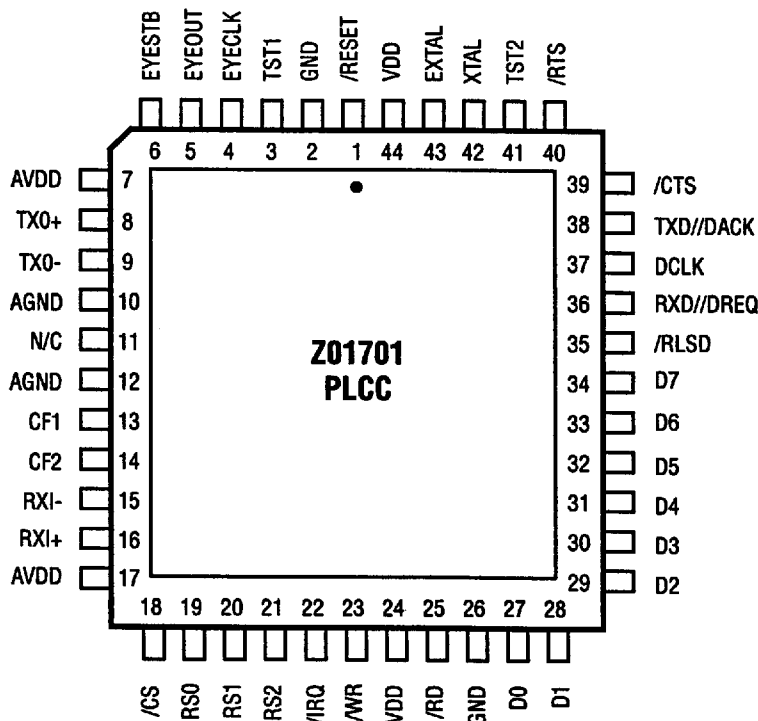 EYESTB EYEOUT EYECLK TST1 GND /RESET VDD EXTAL XTAL TST2 /RTS
6 5 4 3 2 1 44 43 42 41 40
AVDD 7 39 /CTS
TX0+ 8 38 TXD//DACK
TX0- 9 37 DCLK
AGND 10 36 RXD//DREQ
N/C 11 35 /RLSD
AGND 12 34 D7
CF1 13 33 D6
CF2 14 32 D5
RXI- 15 31 D4
RXI+ 16 30 D3
AVDD 17 29 D2
Z01701
PLCC
18 19 20 21 22 23 24 25 26 27 28
/CS RS0 RS1 RS2 /IRQ /WR VDD /RD GND D0 D1